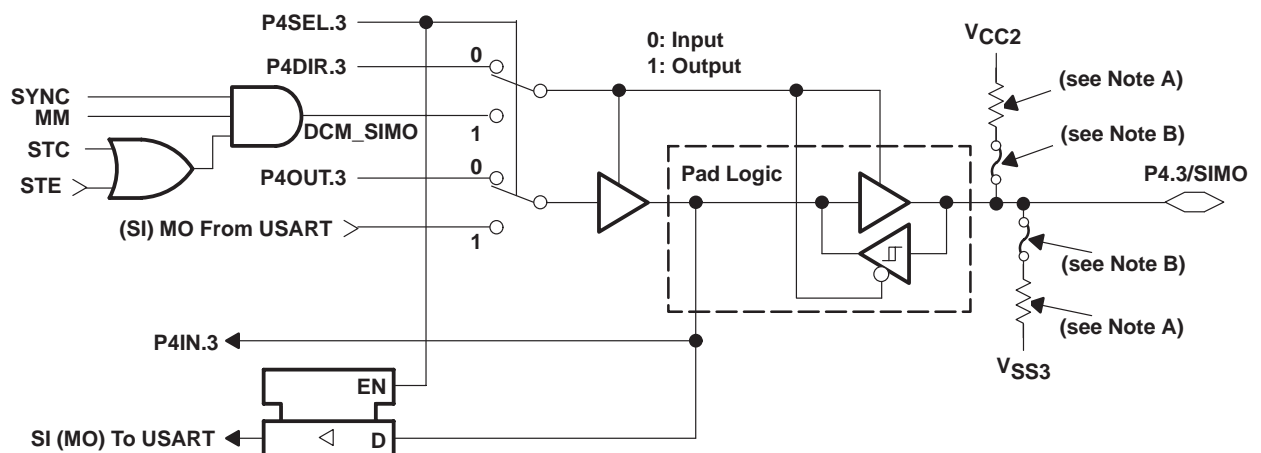 P4SEL.3
P4DIR.3
0
0: Input
1: Output
VCC2
(see Note A)
SYNC
MM
DCM_SIMO
1
STC
STE
P4OUT.3
0
Pad Logic
(see Note B)
P4.3/SIMO
(SI) MO From USART
1
(see Note B)
(see Note A)
P4IN.3
VSS3
EN
SI (MO) To USART
D